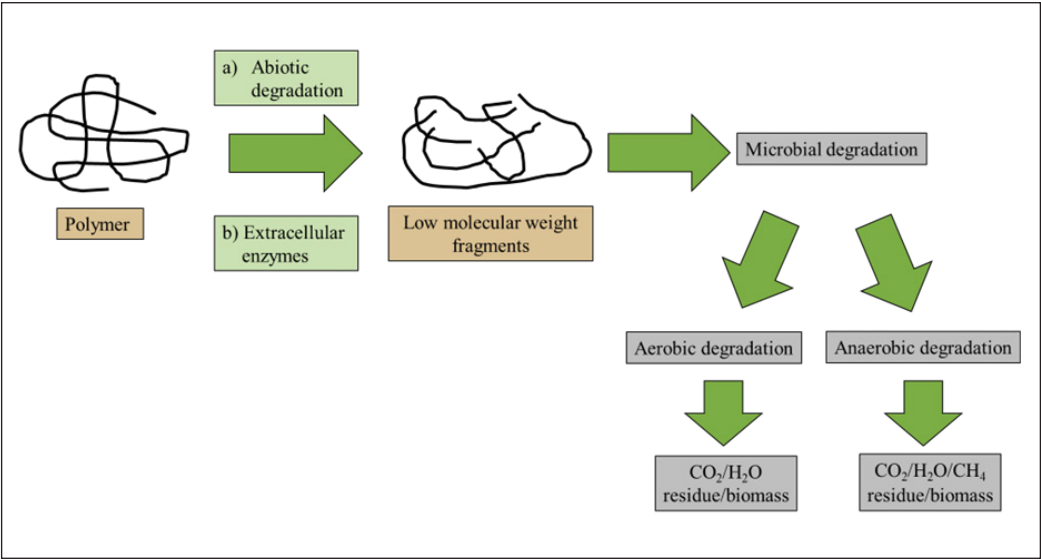 a) Abiotic
degradation
Polymer
b) Extracellular
enzymes
Low molecular weight
fragments
Microbial degradation
Aerobic degradation
Anaerobic degradation
CO₂/H₂O
residue/biomass
CO₂/H₂O/CH₄
residue/biomass